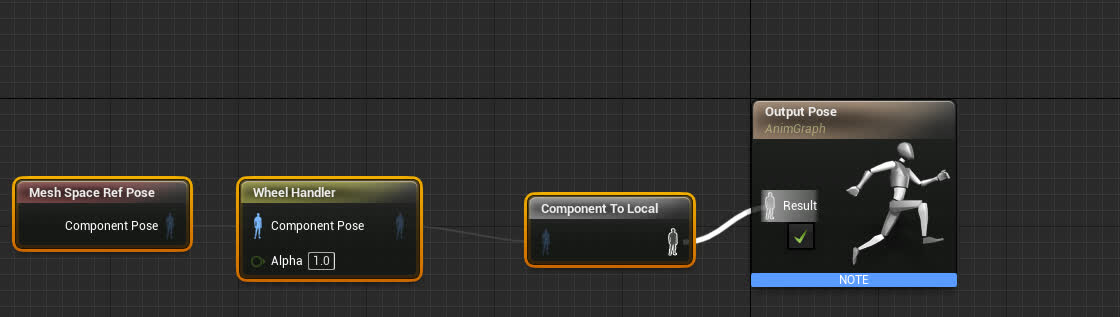 Output Pose
AnimGraph
Mesh Space Ref Pose
Wheel Handler
Component To Local
Result
Component Pose
Component Pose
Alpha 1.0
NOTE